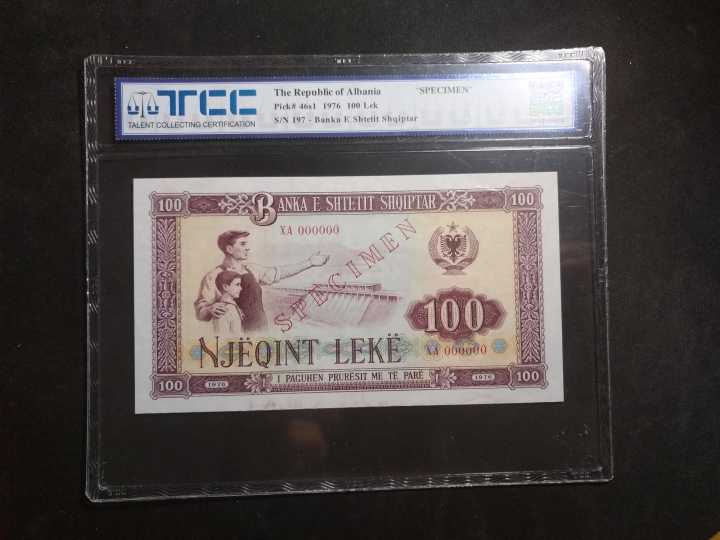 TCC
TALENT COLLECTING CERTIFICATION
The Republic of Albania "SPECIMEN"
Pick# 46s1 1976 100 Lek
S/N 197 - Banka E Shtetit Shqiptar
100 BANKA E SHTETIT SHQIPTAR 100
XA 000000
SPECIMEN
100
NJËQINT LEKË
XA 000000
100 1976 I PAGUHEN PRURËSIT ME TË PARË 1976 100
TCC